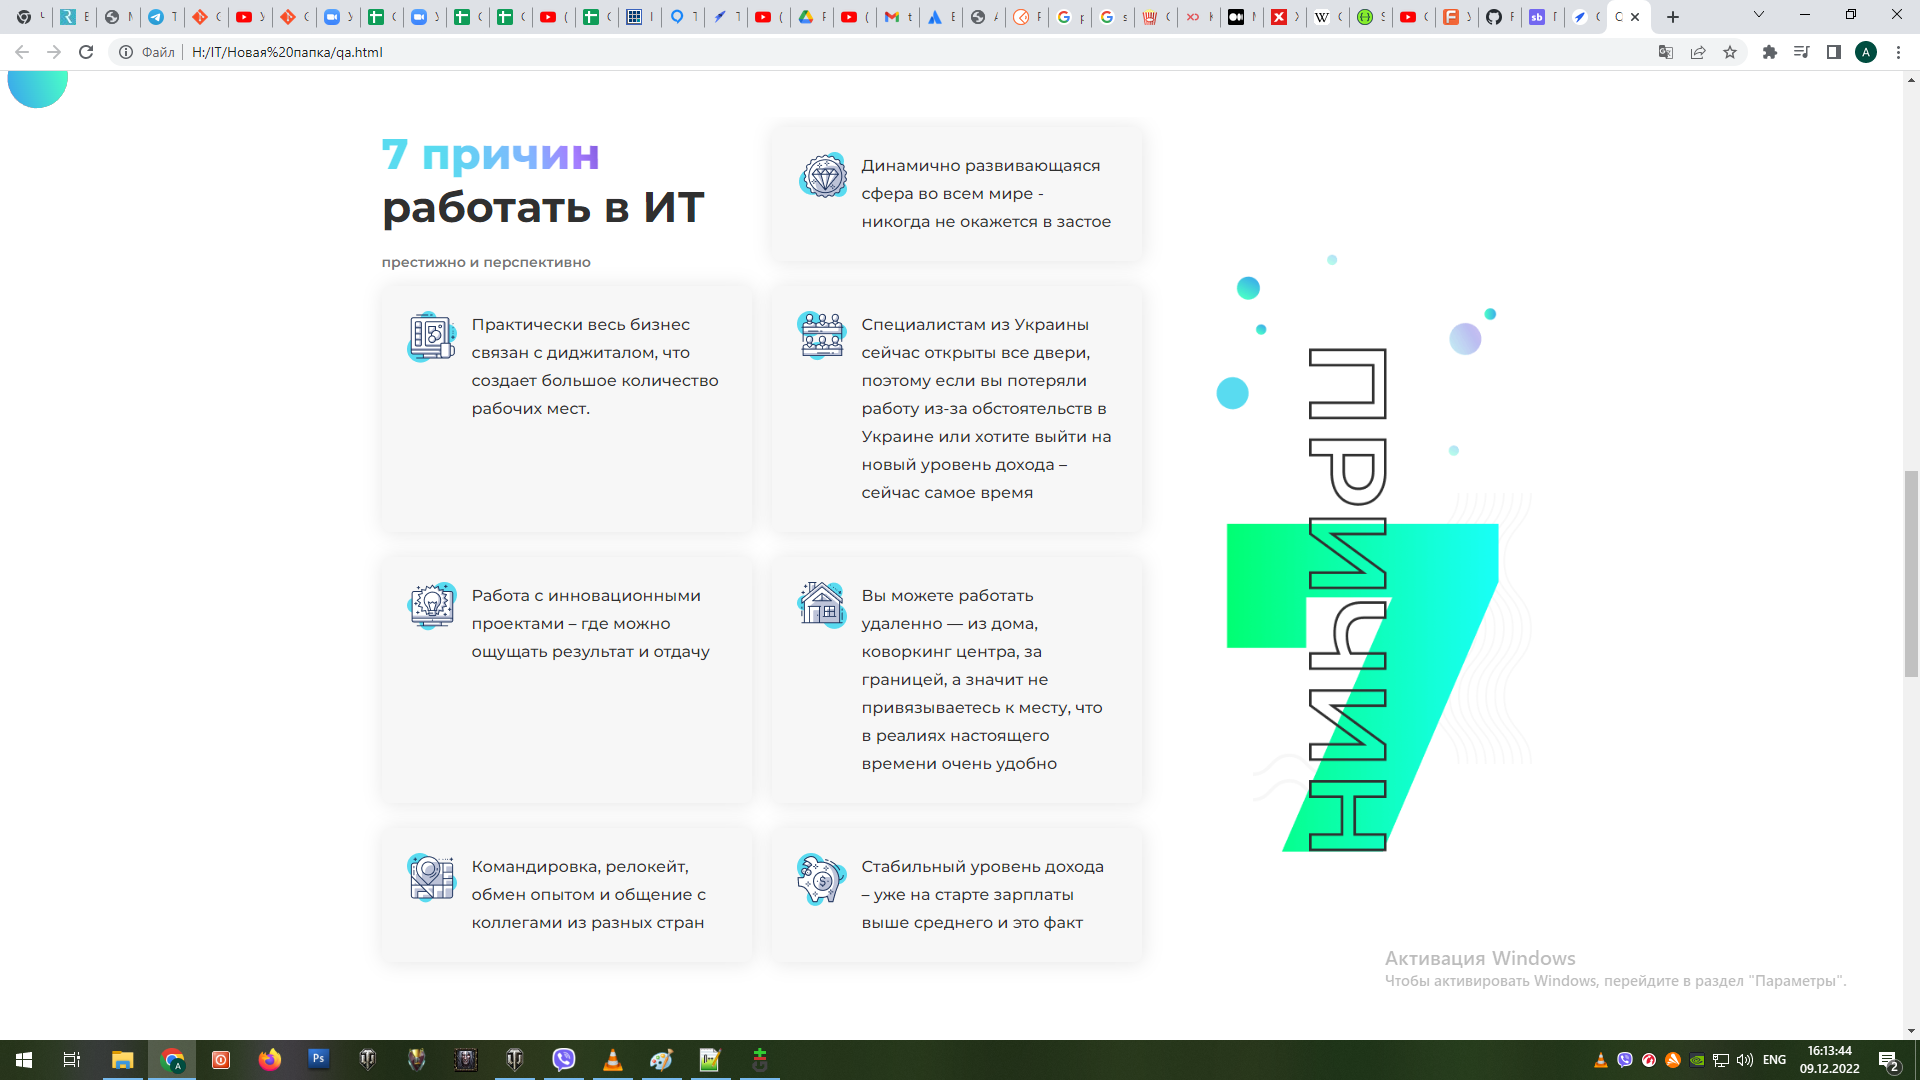 Файл
H:/IT/Новая%20папка/qa.html
7 причин
работать в ИТ
престижно и перспективно
Динамично развивающаяся
сфера во всем мире -
никогда не окажется в застое
Практически весь бизнес
связан с диджиталом, что
создает большое количество
рабочих мест.
Специалистам из Украины
сейчас открыты все двери,
поэтому если вы потеряли
работу из-за обстоятельств в
Украине или хотите выйти на
новый уровень дохода –
сейчас самое время
Работа с инновационными
проектами – где можно
ощущать результат и отдачу
Вы можете работать
удаленно — из дома,
коворкинг центра, за
границей, а значит не
привязываетесь к месту, что
в реалиях настоящего
времени очень удобно
Командировка, релокейт,
обмен опытом и общение с
коллегами из разных стран
Стабильный уровень дохода
– уже на старте зарплаты
выше среднего и это факт
7
ПРИЧИН
Активация Windows
Чтобы активировать Windows, перейдите в раздел "Параметры".
ENG
16:13:44
09.12.2022
2